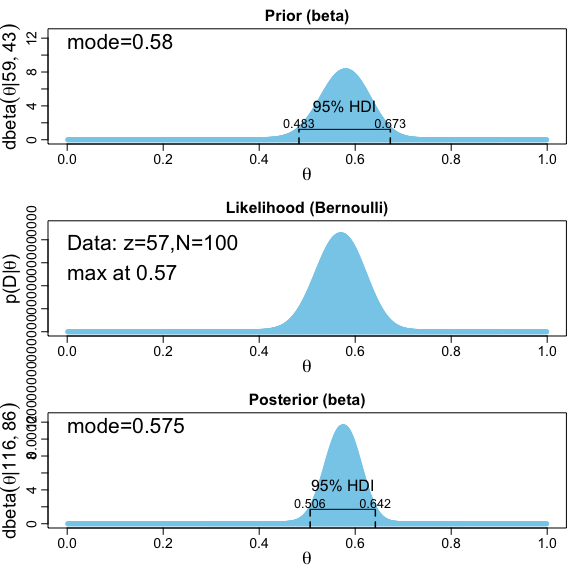 Prior (beta)
mode=0.58
dbeta(θ|59, 43)
12
8
4
0
95% HDI
0.483 0.673
0.0 0.2 0.4 0.6 0.8 1.0
θ
Likelihood (Bernoulli)
Data: z=57,N=100
max at 0.57
p(D|θ)
0.0 0.2 0.4 0.6 0.8 1.0
θ
Posterior (beta)
mode=0.575
dbeta(θ|116, 86)
4
0
95% HDI
0.506 0.642
0.0 0.2 0.4 0.6 0.8 1.0
θ